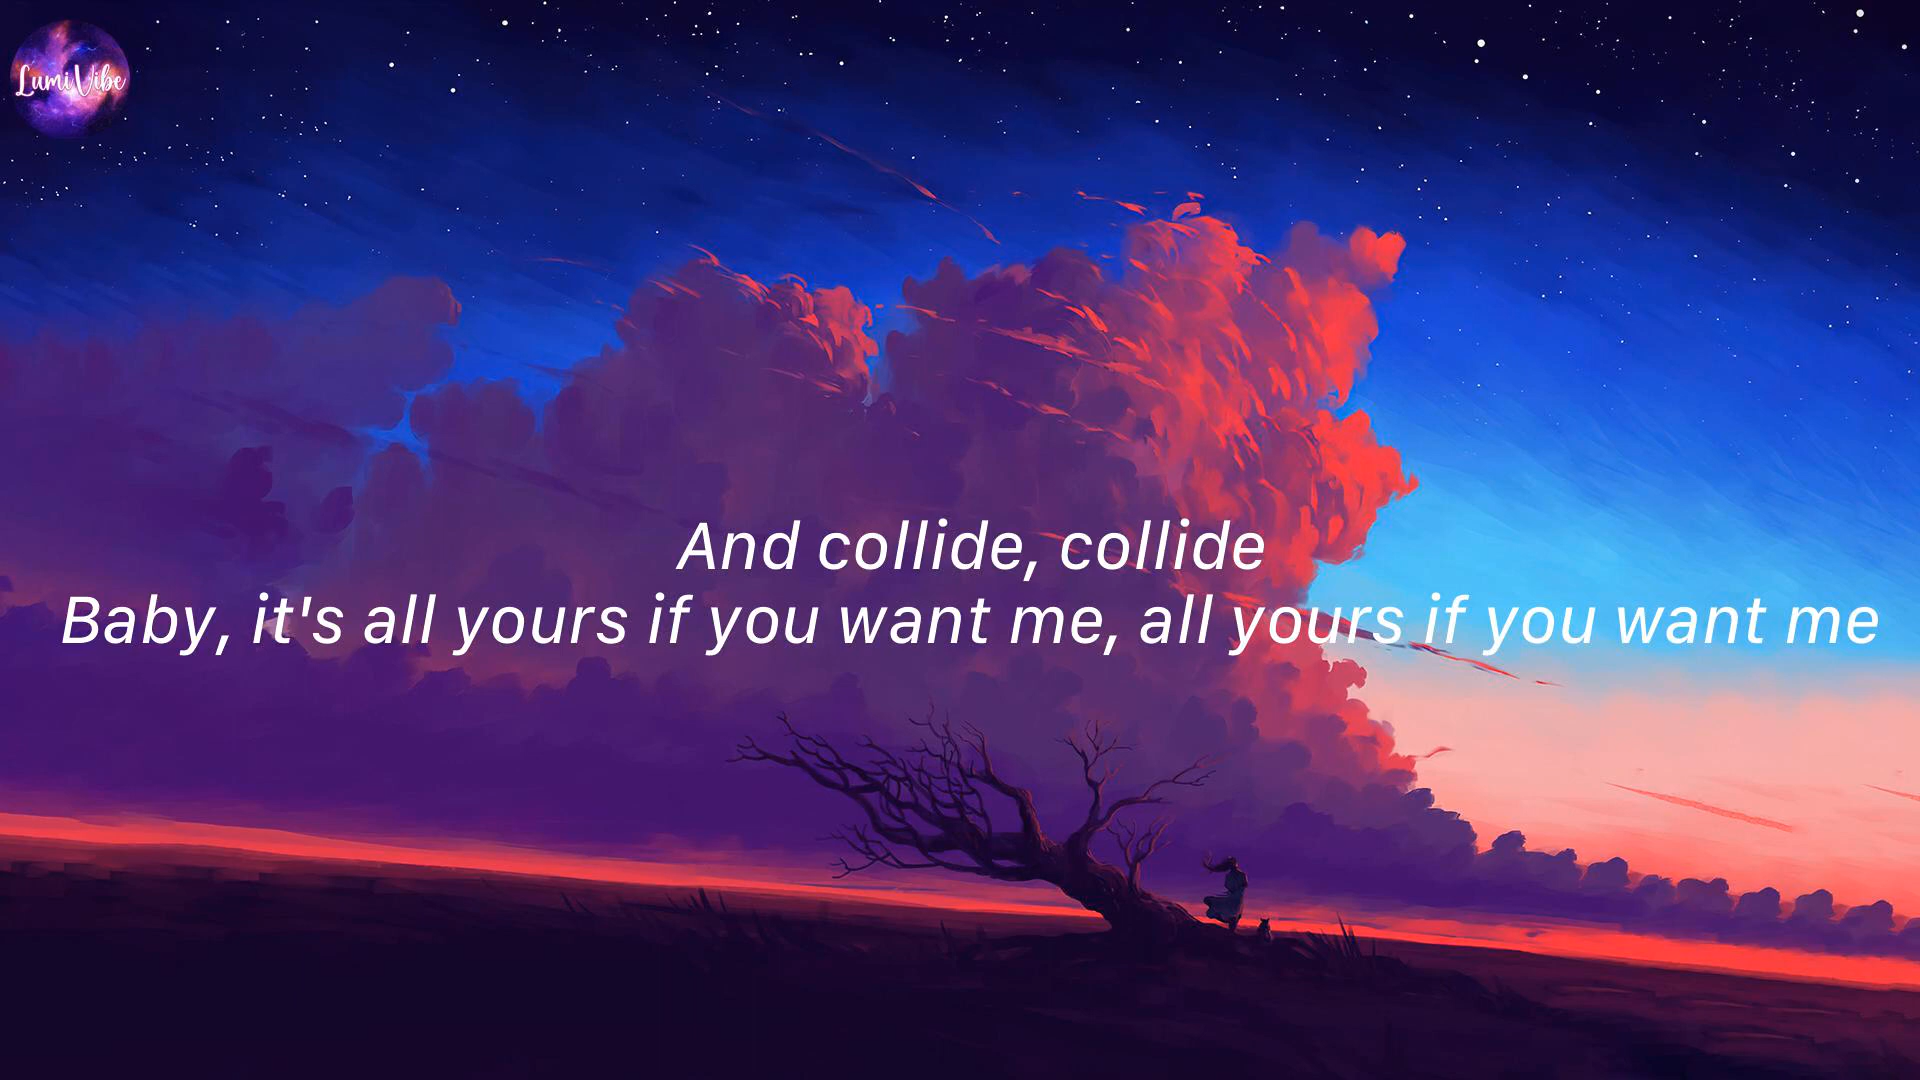 LumiVibe
And collide, collide
Baby, it's all yours if you want me, all yours if you want me